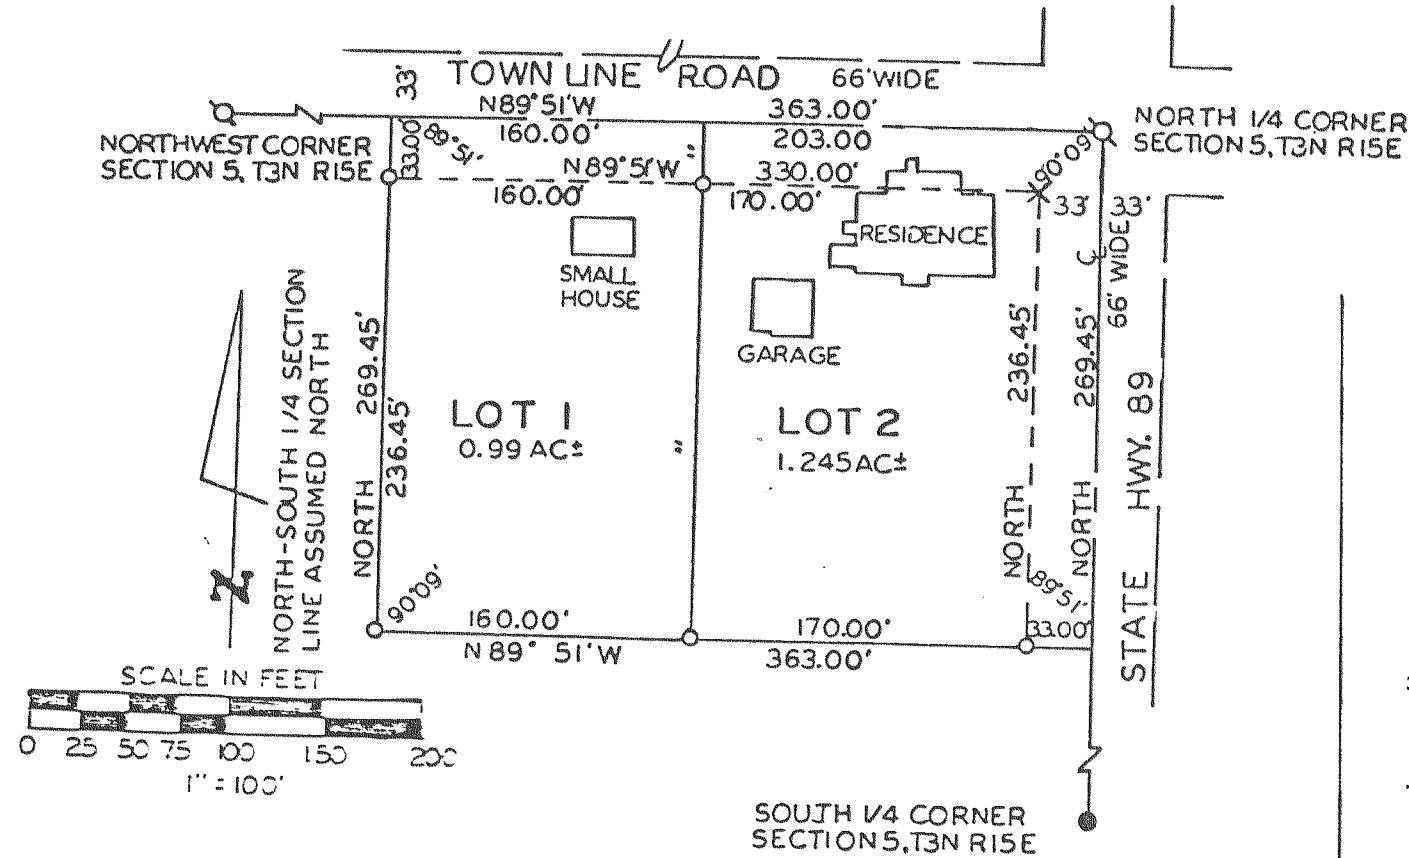 TOWN LINE ROAD 66' WIDE
33'
N89°51'W 363.00'
160.00' 203.00
NORTH 1/4 CORNER
SECTION 5, T3N R15E
NORTHWEST CORNER
SECTION 5, T3N R15E
33.00'
89°51'
N89°51'W 330.00'
160.00' 170.00'
90°09'
33' 33'
RESIDENCE
SMALL
HOUSE
GARAGE
66' WIDE
NORTH 269.45'
236.45'
LOT 1
0.99 AC±
"
LOT 2
1.245AC±
NORTH 236.45'
NORTH 269.45'
STATE HWY. 89
NORTH-SOUTH 1/4 SECTION
LINE ASSUMED NORTH
N
90°09'
89°51'
160.00' 170.00' 33.00'
N 89° 51' W 363.00'
SCALE IN FEET
0 25 50 75 100 150 200
1" = 100'
SOUTH 1/4 CORNER
SECTION 5, T3N R15E